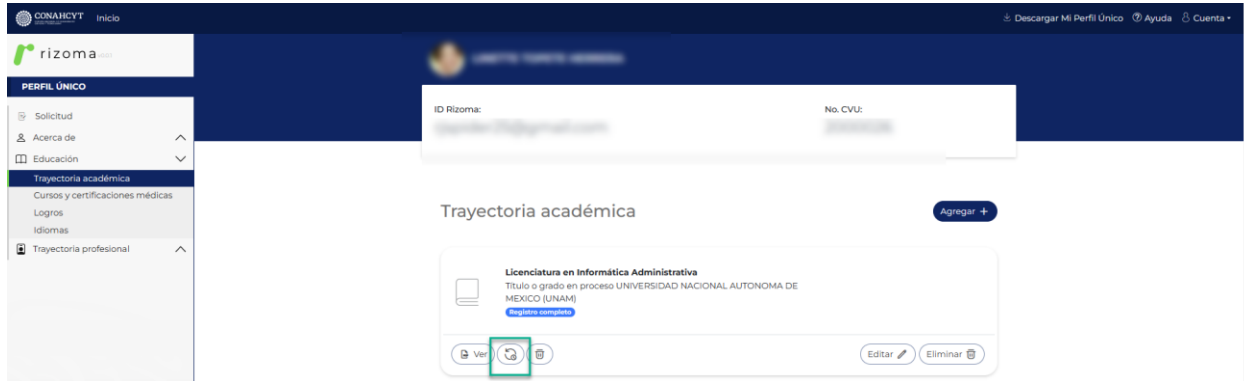 CONAHCYT Inicio
Descargar Mi Perfil Único Ayuda Cuenta
rizoma
PERFIL ÚNICO
Solicitud
Acerca de
Educación
Trayectoria académica
Cursos y certificaciones médicas
Logros
Idiomas
Trayectoria profesional
ID Rizoma:
No. CVU:
Trayectoria académica
Agregar +
Licenciatura en Informática Administrativa
Titulo o grado en proceso UNIVERSIDAD NACIONAL AUTONOMA DE
MEXICO (UNAM)
Registro completo
Ver
Editar
Eliminar